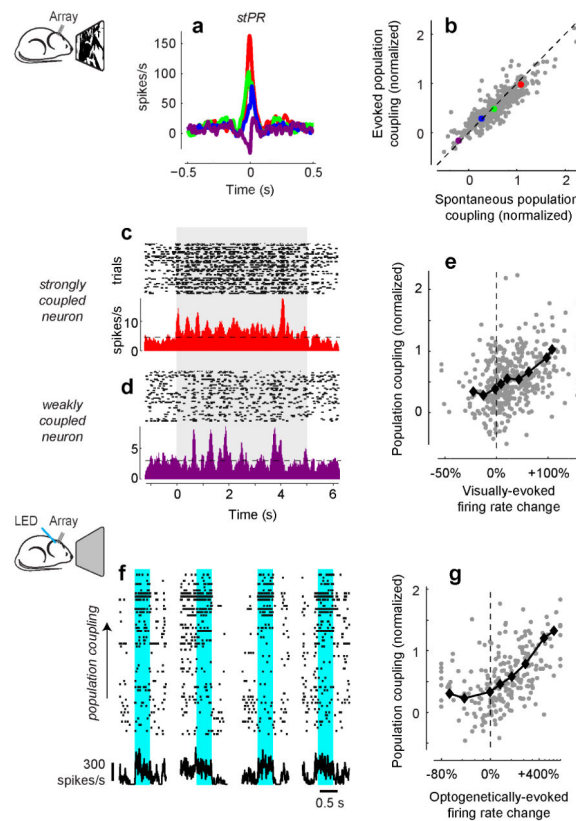 Array
a
stPR
spikes/s
150
100
50
0
−0.5
0
0.5
Time (s)
b
Evoked population
coupling (normalized)
2
1
0
0
1
2
Spontaneous population
coupling (normalized)
c
strongly
coupled
neuron
trials
spikes/s
15
10
5
0
d
weakly
coupled
neuron
5
0
0
2
4
6
Time (s)
e
Population coupling (normalized)
2
1
0
-50%
0%
+100%
Visually-evoked
firing rate change
LED
Array
f
population coupling
300
spikes/s
0.5 s
g
Population coupling (normalized)
2
1
0
-80%
0%
+400%
Optogenetically-evoked
firing rate change